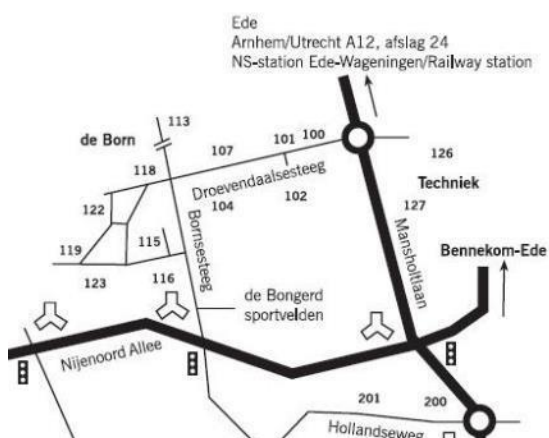 Ede
Arnhem/Utrecht A12, afslag 24
NS-station Ede-Wageningen/Railway station
113
de Born
107
101
100
126
118
Droevendaalsesteeg
Techniek
122
104
102
127
Bornsesteeg
Mansholtlaan
119
115
Bennekom-Ede
123
116
de Bongerd
sportvelden
Nijenoord Allee
201
200
Hollandseweg